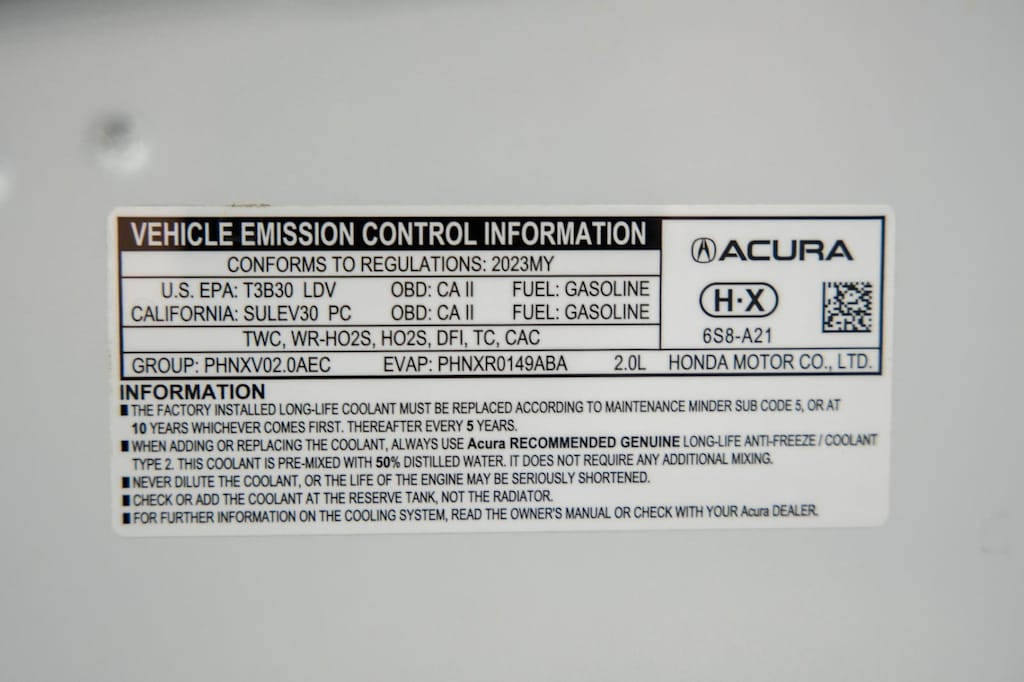 VEHICLE EMISSION CONTROL INFORMATION
CONFORMS TO REGULATIONS: 2023MY
U.S. EPA: T3B30 LDV OBD: CA II FUEL: GASOLINE
CALIFORNIA: SULEV30 PC OBD: CA II FUEL: GASOLINE
TWC, WR-HO2S, HO2S, DFI, TC, CAC
GROUP: PHNXV02.0AEC EVAP: PHNXR0149ABA 2.0L
ACURA
H·X
6S8-A21
HONDA MOTOR CO., LTD.
INFORMATION
■ THE FACTORY INSTALLED LONG-LIFE COOLANT MUST BE REPLACED ACCORDING TO MAINTENANCE MINDER SUB CODE 5, OR AT
10 YEARS WHICHEVER COMES FIRST. THEREAFTER EVERY 5 YEARS.
■ WHEN ADDING OR REPLACING THE COOLANT, ALWAYS USE Acura RECOMMENDED GENUINE LONG-LIFE ANTI-FREEZE / COOLANT
TYPE 2. THIS COOLANT IS PRE-MIXED WITH 50% DISTILLED WATER. IT DOES NOT REQUIRE ANY ADDITIONAL MIXING.
■ NEVER DILUTE THE COOLANT, OR THE LIFE OF THE ENGINE MAY BE SERIOUSLY SHORTENED.
■ CHECK OR ADD THE COOLANT AT THE RESERVE TANK, NOT THE RADIATOR.
■ FOR FURTHER INFORMATION ON THE COOLING SYSTEM, READ THE OWNER'S MANUAL OR CHECK WITH YOUR Acura DEALER.